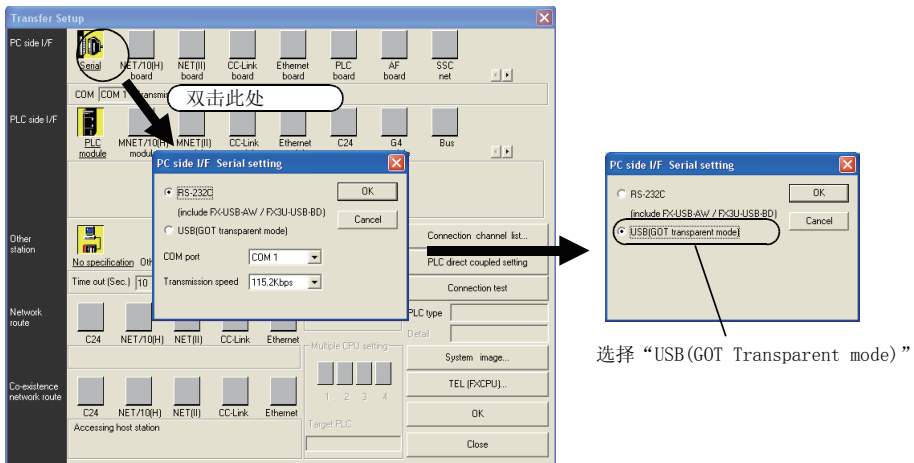 Transfer Setup
PC side I/F
Serial
NET/10(H) board
NET(II) board
CC-Link board
Ethernet board
PLC board
AF board
SSC net
COM COM 1
双击此处
PLC side I/F
PLC module
MNET/10(H)
MNET(II)
CC-Link
Ethernet
C24
G4
Bus
PC side I/F Serial setting
RS-232C
(include FX-USB-AW / FX3U-USB-BD)
USB(GOT transparent mode)
COM port COM 1
Transmission speed 115.2Kbps
OK
Cancel
Other station
No specification
Time out (Sec.) 10
Connection channel list...
PLC direct coupled setting
Connection test
PLC type
Detail
System image...
TEL (FXCPU)...
OK
Close
Network route
C24
NET/10(H)
NET(II)
CC-Link
Ethernet
Multiple CPU setting
1 2 3 4
Target PLC
Co-existence network route
C24
NET/10(H)
NET(II)
CC-Link
Ethernet
Accessing host station
PC side I/F Serial setting
RS-232C
(include FX-USB-AW / FX3U-USB-BD)
USB(GOT transparent mode)
OK
Cancel
选择“USB(GOT Transparent mode)”